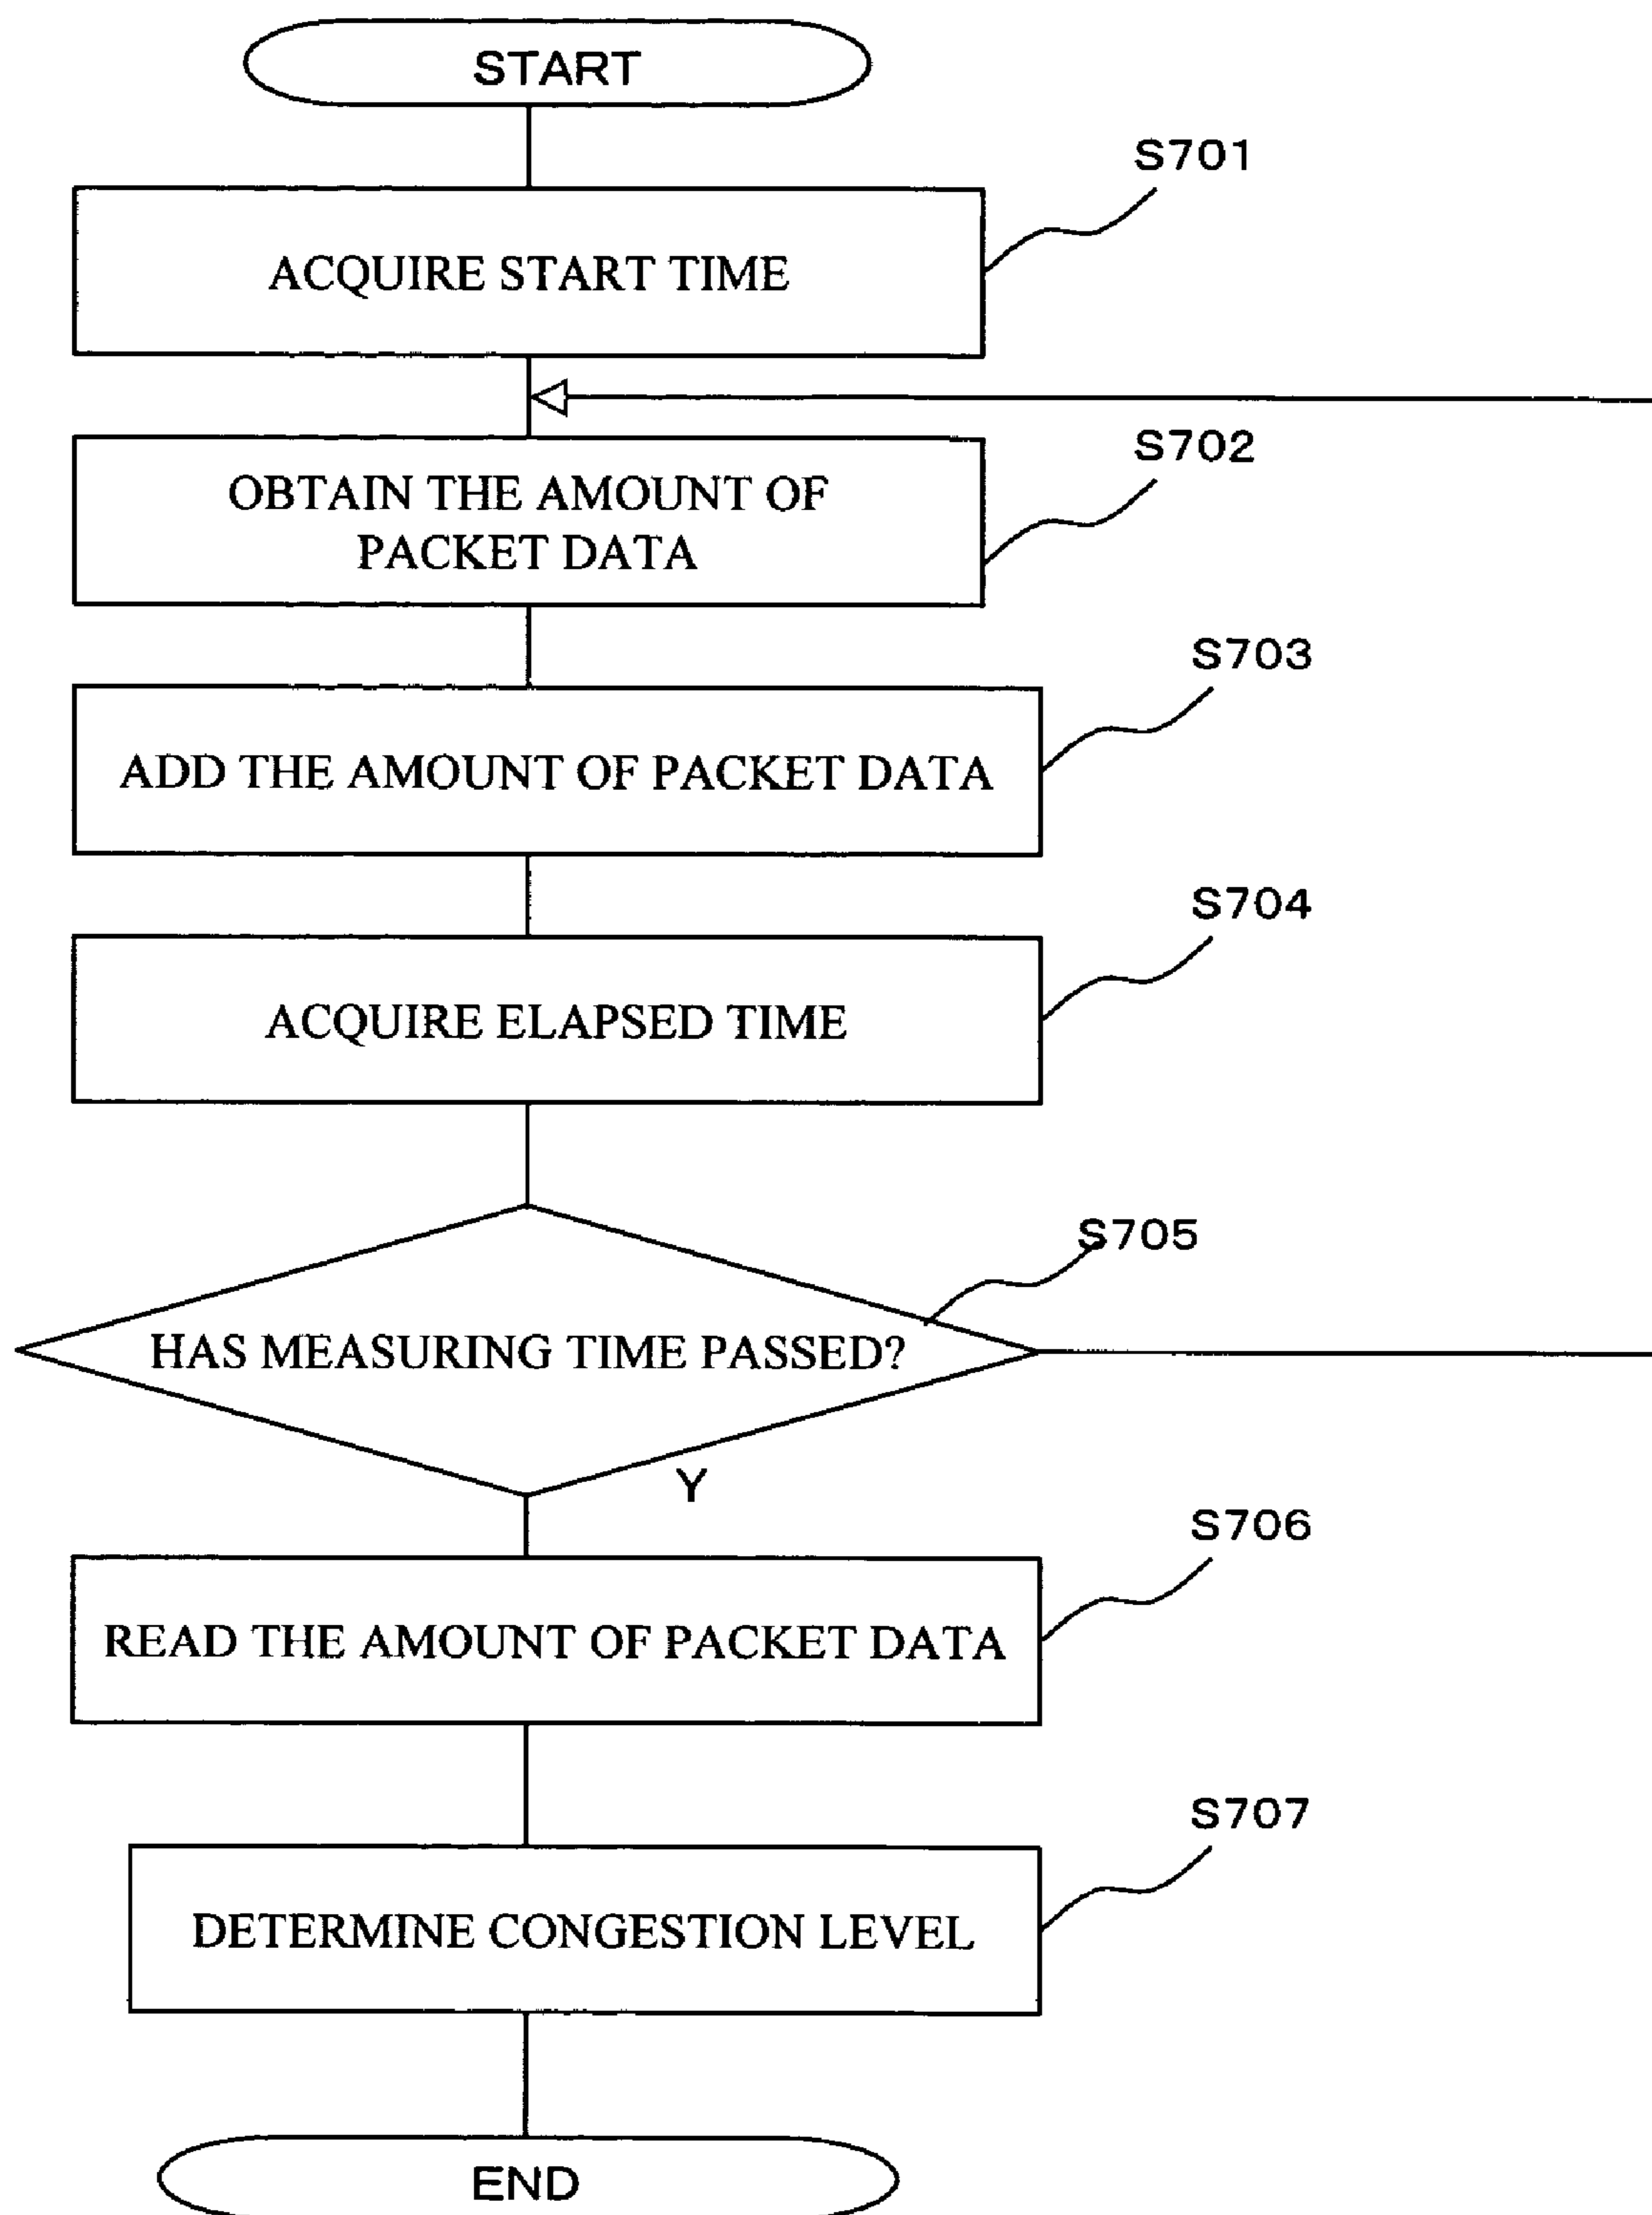 START
S701
ACQUIRE START TIME
S702
OBTAIN THE AMOUNT OF
PACKET DATA
S703
ADD THE AMOUNT OF PACKET DATA
S704
ACQUIRE ELAPSED TIME
S705
HAS MEASURING TIME PASSED?
Y
S706
READ THE AMOUNT OF PACKET DATA
S707
DETERMINE CONGESTION LEVEL
END